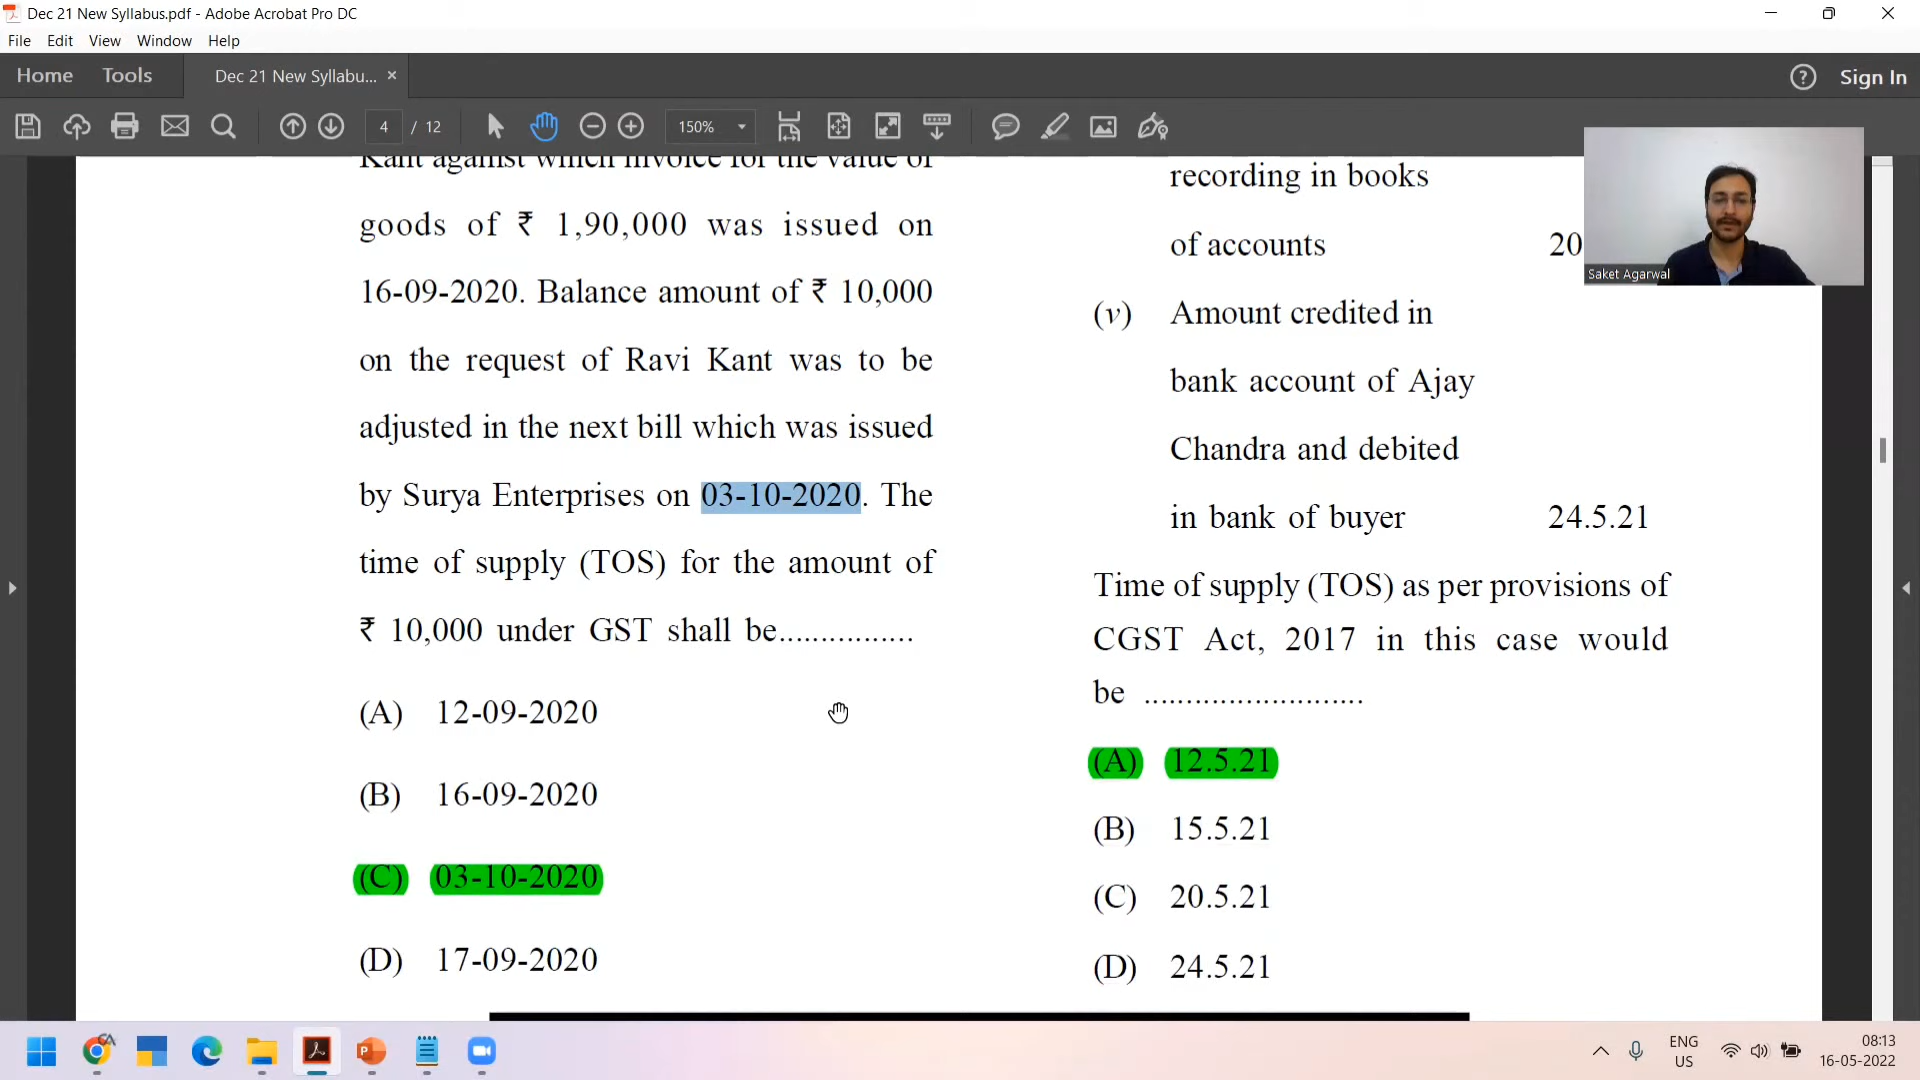 Dec 21 New Syllabus.pdf - Adobe Acrobat Pro DC
File Edit View Window Help
Home Tools Dec 21 New Syllabu... × Sign In
4 / 12 150%
Kant against which invoice for the value of
goods of ₹ 1,90,000 was issued on
16-09-2020. Balance amount of ₹ 10,000
on the request of Ravi Kant was to be
adjusted in the next bill which was issued
by Surya Enterprises on 03-10-2020. The
time of supply (TOS) for the amount of
₹ 10,000 under GST shall be................
(A) 12-09-2020
(B) 16-09-2020
(C) 03-10-2020
(D) 17-09-2020
recording in books
of accounts 20
(v) Amount credited in
bank account of Ajay
Chandra and debited
in bank of buyer 24.5.21
Time of supply (TOS) as per provisions of
CGST Act, 2017 in this case would
be ..........................
(A) 12.5.21
(B) 15.5.21
(C) 20.5.21
(D) 24.5.21
Saket Agarwal
ENG
US
08:13
16-05-2022